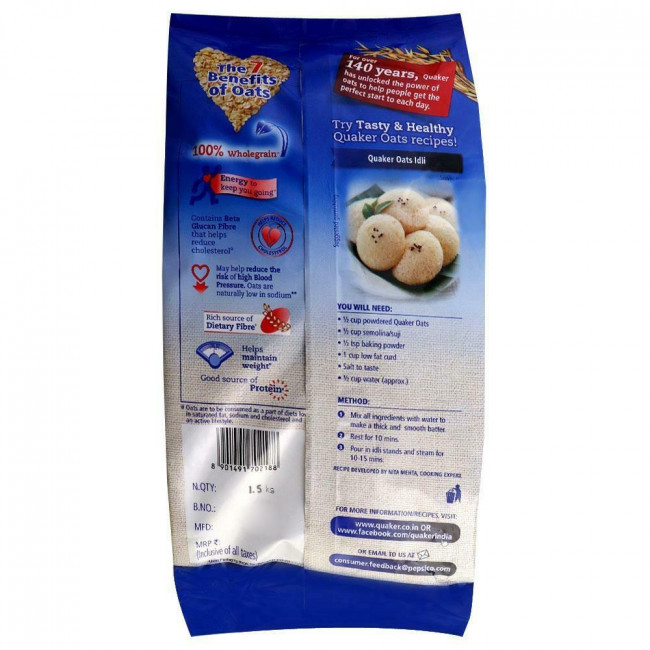 The 7
Benefits
of Oats
100% Wholegrain
Energy to
keep you going
Contains Beta
Glucan Fibre
that helps
reduce
cholesterol
HELPS REDUCE
CHOLESTEROL
May help reduce the
risk of high Blood
Pressure. Oats are
naturally low in sodium**
Rich source of
Dietary Fibre
Helps
maintain
weight
Good source of
Protein
# Oats are to be consumed as a part of diets low
in saturated fat, sodium and cholesterol and
an active lifestyle.
8 901491 702188
N.QTY: 1.5 kg
B.NO.:
MFD:
MRP ₹:
(Inclusive of all taxes)
For over
140 years, Quaker
has unlocked the power of
oats to help people get the
perfect start to each day.
Try Tasty & Healthy
Quaker Oats recipes!
Quaker Oats Idli
YOU WILL NEED:
• ½ cup powdered Quaker Oats
• ½ cup semolina/suji
• ½ tsp baking powder
• 1 cup low fat curd
• Salt to taste
• ½ cup water (approx.)
METHOD:
1 Mix all ingredients with water to
make a thick and smooth batter.
2 Rest for 10 mins.
3 Pour in idli stands and steam for
10-15 mins.
RECIPE DEVELOPED BY NITA MEHTA, COOKING EXPERT.
FOR MORE INFORMATION/RECIPES, VISIT:
www.quaker.co.in OR
www.facebook.com/quakerindia
OR EMAIL TO US AT
consumer.feedback@pepsico.com